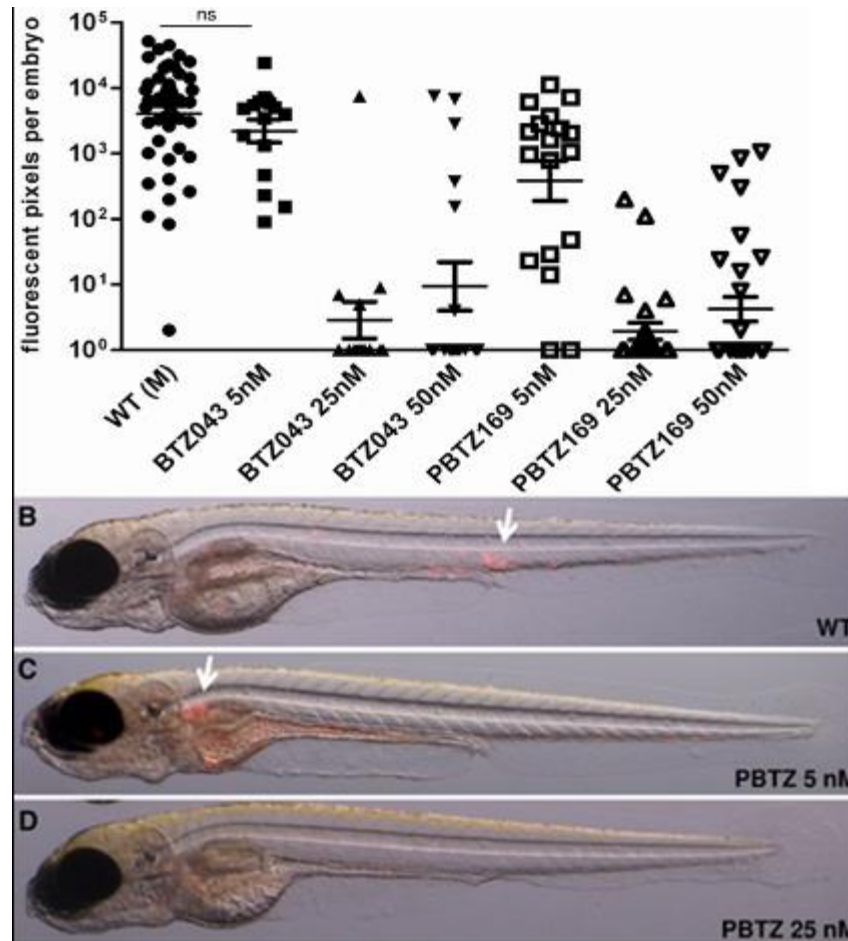 fluorescent pixels per embryo
ns
10⁵
10⁴
10³
10²
10¹
10⁰
WT (M)
BTZ043 5nM
BTZ043 25nM
BTZ043 50nM
PBTZ169 5nM
PBTZ169 25nM
PBTZ169 50nM
B
WT
C
PBTZ 5 nM
D
PBTZ 25 nM